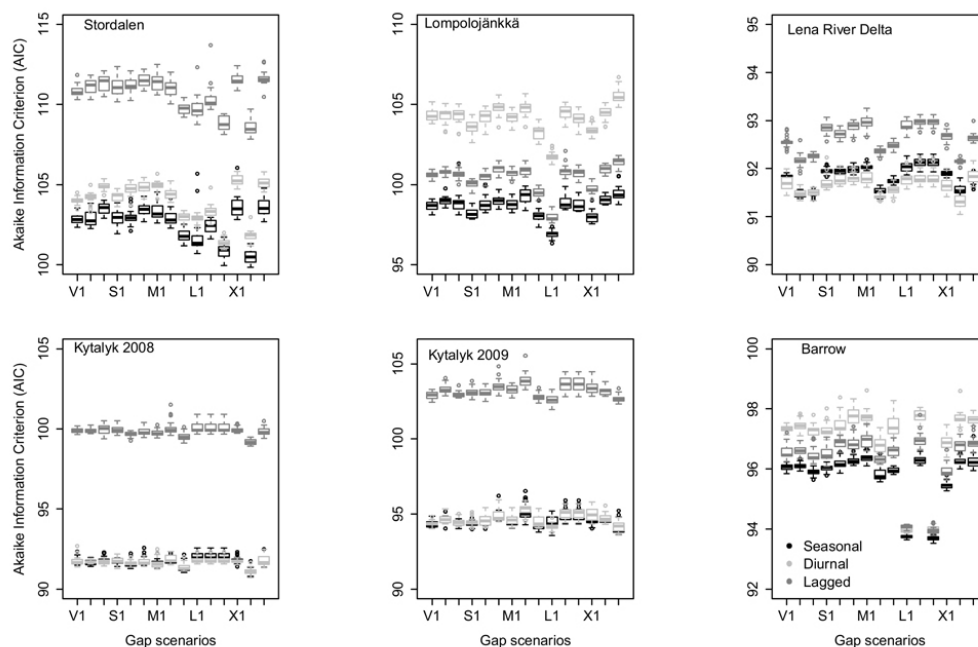 Stordalen
Akaike Information Criterion (AIC)
115
110
105
100
V1 S1 M1 L1 X1
Lompolojänkkä
110
105
100
95
V1 S1 M1 L1 X1
Lena River Delta
95
94
93
92
91
90
V1 S1 M1 L1 X1
Kytalyk 2008
Akaike Information Criterion (AIC)
105
100
95
90
V1 S1 M1 L1 X1
Gap scenarios
Kytalyk 2009
105
100
95
90
V1 S1 M1 L1 X1
Gap scenarios
Barrow
100
98
96
94
92
Seasonal
Diurnal
Lagged
V1 S1 M1 L1 X1
Gap scenarios